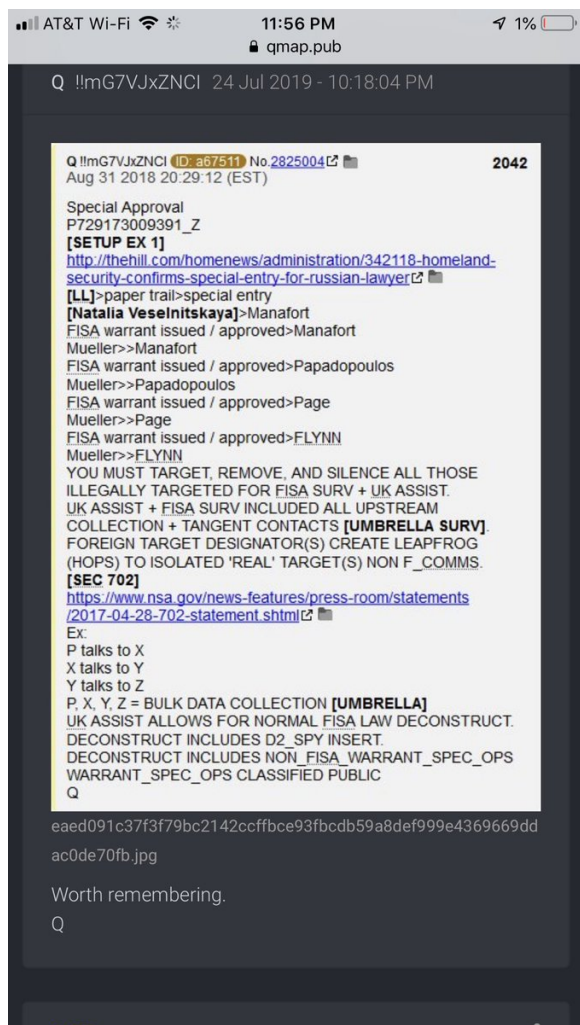 AT&T Wi-Fi 11:56 PM 1%
qmap.pub
Q !!mG7VJxZNCI 24 Jul 2019 - 10:18:04 PM
Q !!mG7VJxZNCI ID: a67511 No.2825004 2042
Aug 31 2018 20:29:12 (EST)
Special Approval
P729173009391_Z
[SETUP EX 1]
http://thehill.com/homenews/administration/342118-homeland-
security-confirms-special-entry-for-russian-lawyer
[LL]>paper trail>special entry
[Natalia Veselnitskaya]>Manafort
FISA warrant issued / approved>Manafort
Mueller>>Manafort
FISA warrant issued / approved>Papadopoulos
Mueller>>Papadopoulos
FISA warrant issued / approved>Page
Mueller>>Page
FISA warrant issued / approved>FLYNN
Mueller>>FLYNN
YOU MUST TARGET, REMOVE, AND SILENCE ALL THOSE
ILLEGALLY TARGETED FOR FISA SURV + UK ASSIST.
UK ASSIST + FISA SURV INCLUDED ALL UPSTREAM
COLLECTION + TANGENT CONTACTS [UMBRELLA SURV].
FOREIGN TARGET DESIGNATOR(S) CREATE LEAPFROG
(HOPS) TO ISOLATED 'REAL' TARGET(S) NON F_COMMS.
[SEC 702]
https://www.nsa.gov/news-features/press-room/statements
/2017-04-28-702-statement.shtml
Ex:
P talks to X
X talks to Y
Y talks to Z
P, X, Y, Z = BULK DATA COLLECTION [UMBRELLA]
UK ASSIST ALLOWS FOR NORMAL FISA LAW DECONSTRUCT.
DECONSTRUCT INCLUDES D2_SPY INSERT.
DECONSTRUCT INCLUDES NON_FISA_WARRANT_SPEC_OPS
WARRANT_SPEC_OPS CLASSIFIED PUBLIC
Q
eaed091c37f3f79bc2142ccffbce93fbcdb59a8def999e4369669dd
ac0de70fb.jpg
Worth remembering.
Q